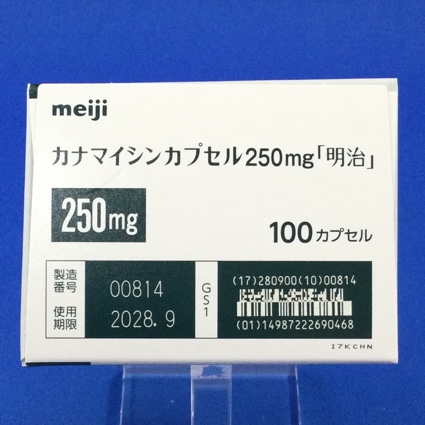 meiji
カナマイシンカプセル250mg「明治」
250mg
100カプセル
製造番号 00814
使用期限 2028.9
GS1
(17)280900(10)00814
(01)14987222690468
I7KCHN